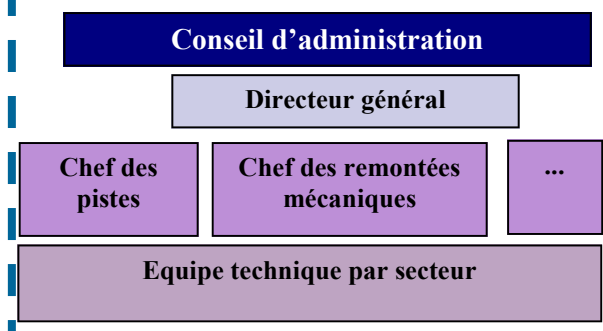 Conseil d’administration
Directeur général
Chef des
pistes
Chef des remontées
mécaniques
...
Equipe technique par secteur